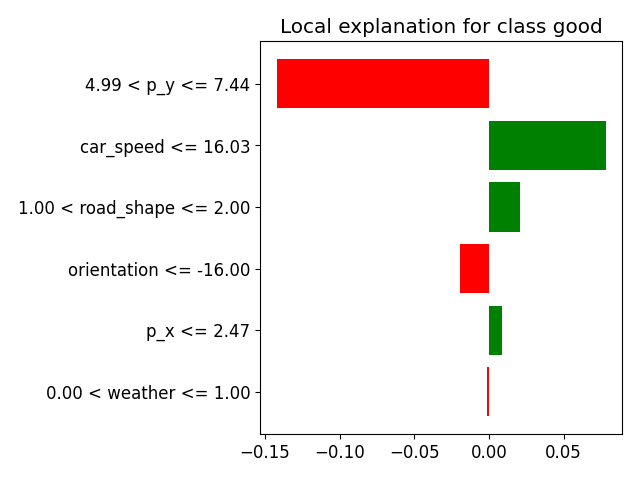 Local explanation for class good
4.99 < p_y <= 7.44
car_speed <= 16.03
1.00 < road_shape <= 2.00
orientation <= -16.00
p_x <= 2.47
0.00 < weather <= 1.00
−0.15 −0.10 −0.05 0.00 0.05